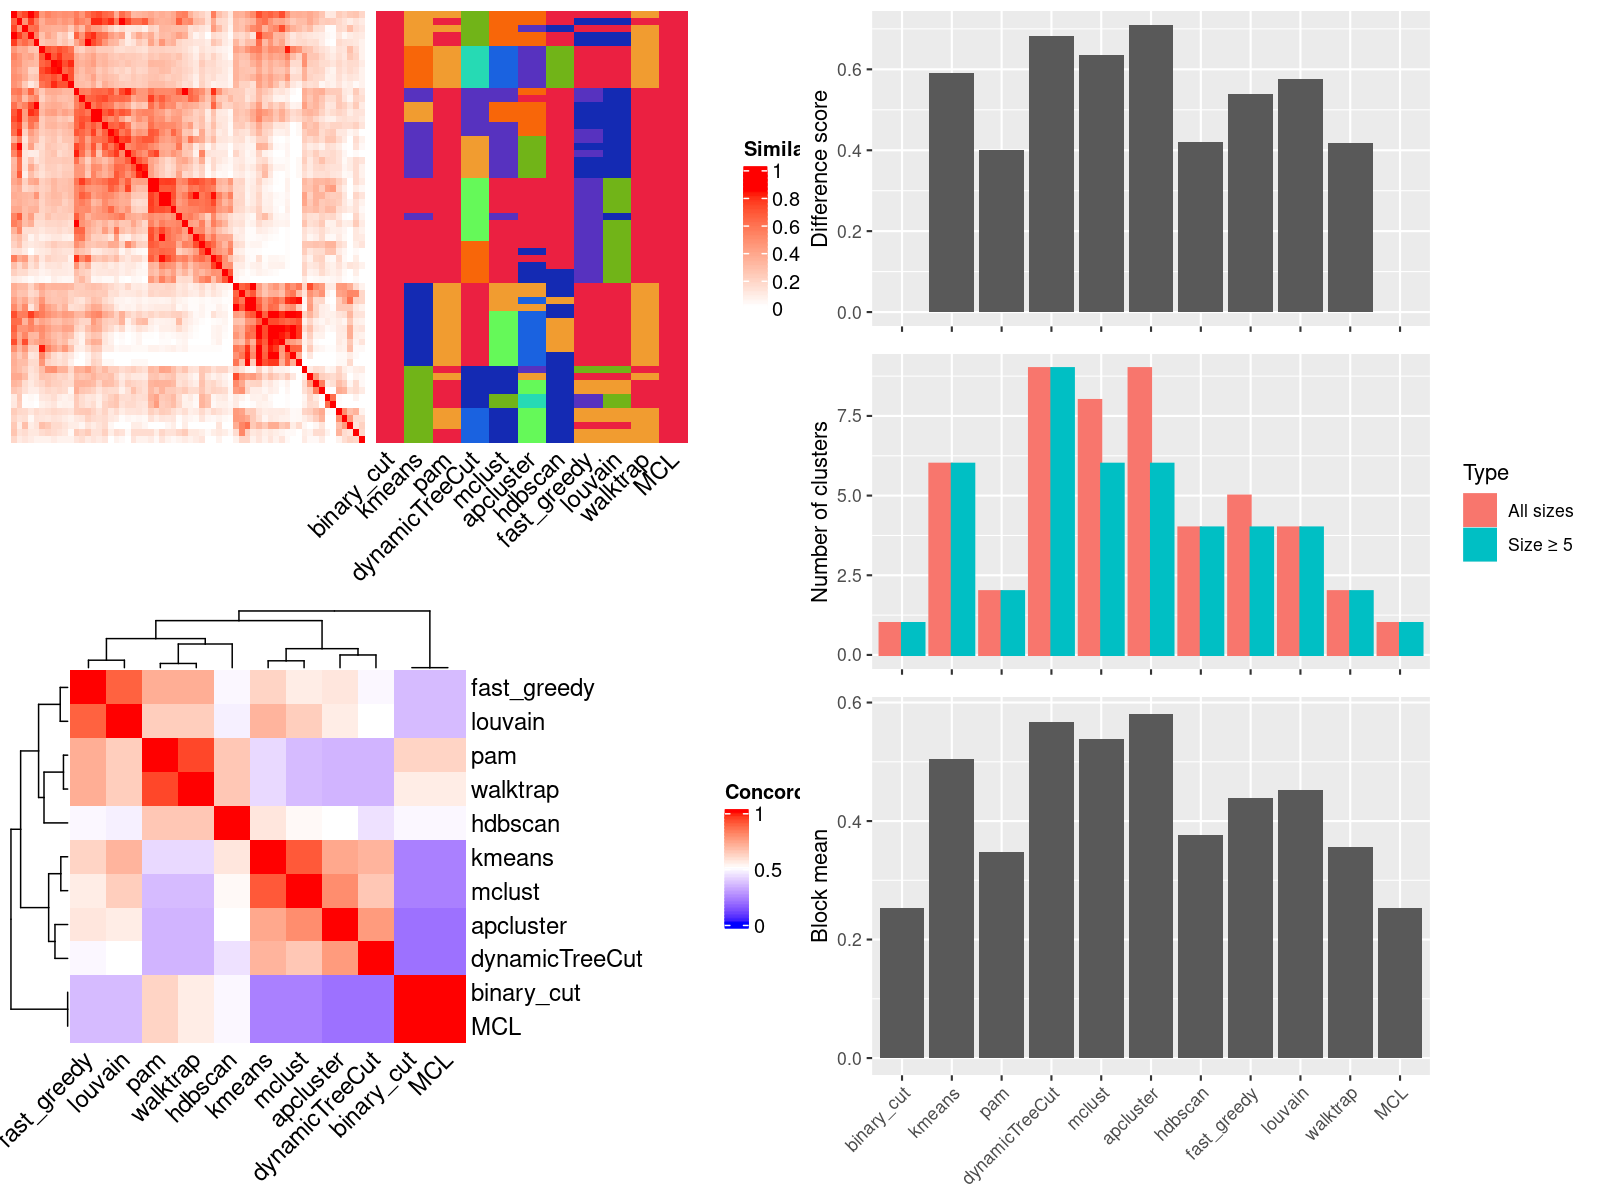 Simila
1
0.8
0.6
0.4
0.2
0
binary_cut
kmeans
pam
dynamicTreeCut
mclust
apcluster
hdbscan
fast_greedy
louvain
walktrap
MCL
fast_greedy
louvain
pam
walktrap
hdbscan
kmeans
mclust
apcluster
dynamicTreeCut
binary_cut
MCL
fast_greedy
louvain
pam
walktrap
hdbscan
kmeans
mclust
apcluster
dynamicTreeCut
binary_cut
MCL
Concord
1
0.5
0
Difference score
0.6
0.4
0.2
0.0
Number of clusters
7.5
5.0
2.5
0.0
Type
All sizes
Size ≥ 5
Block mean
0.6
0.4
0.2
0.0
binary_cut
kmeans
pam
dynamicTreeCut
mclust
apcluster
hdbscan
fast_greedy
louvain
walktrap
MCL